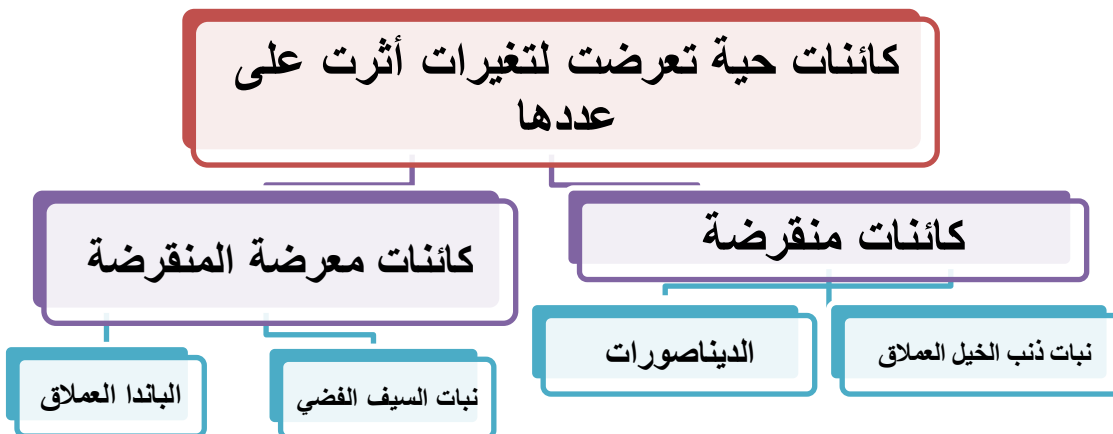 كائنات حية تعرضت لتغيرات أثرت على
عددها
كائنات منقرضة
كائنات معرضة المنقرضة
نبات ذنب الخيل العملاق
الديناصورات
نبات السيف الفضي
الباندا العملاق